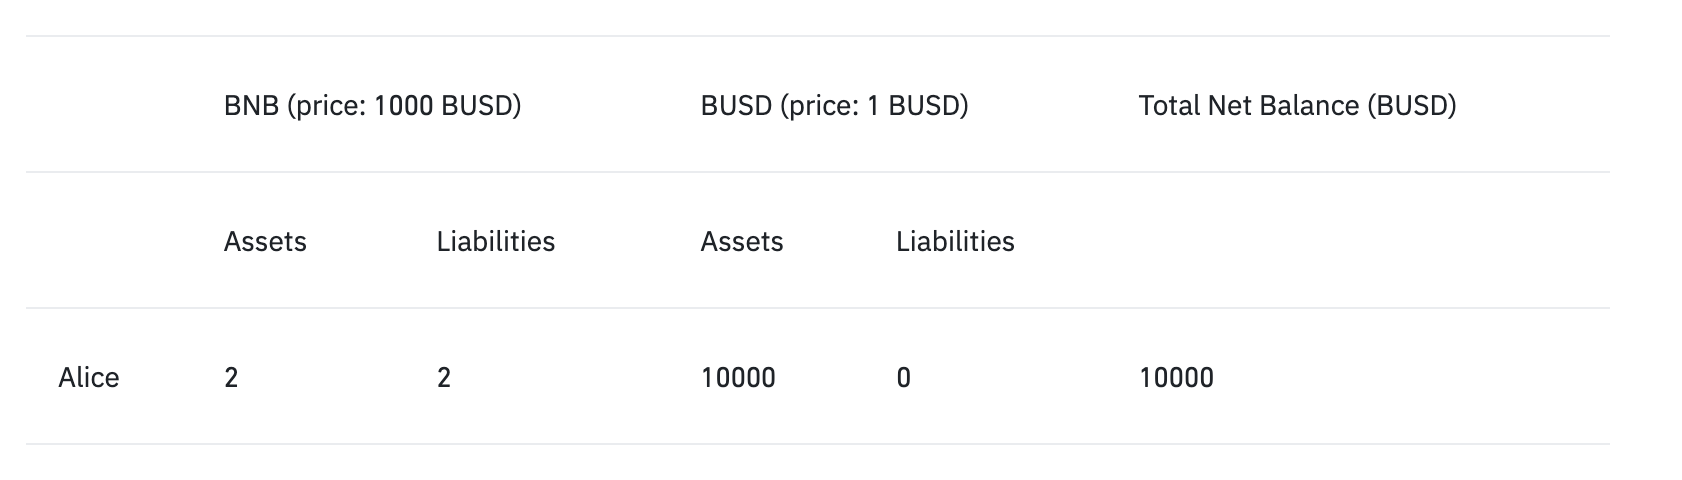 BNB (price: 1000 BUSD) BUSD (price: 1 BUSD) Total Net Balance (BUSD)
Assets Liabilities Assets Liabilities
Alice 2 2 10000 0 10000